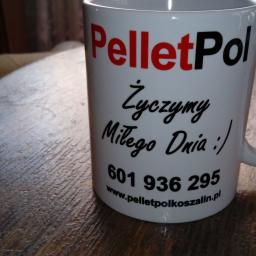 PelletPol
Życzymy
Miłego Dnia :)
601 936 295
www.pelletpolkoszalin.pl